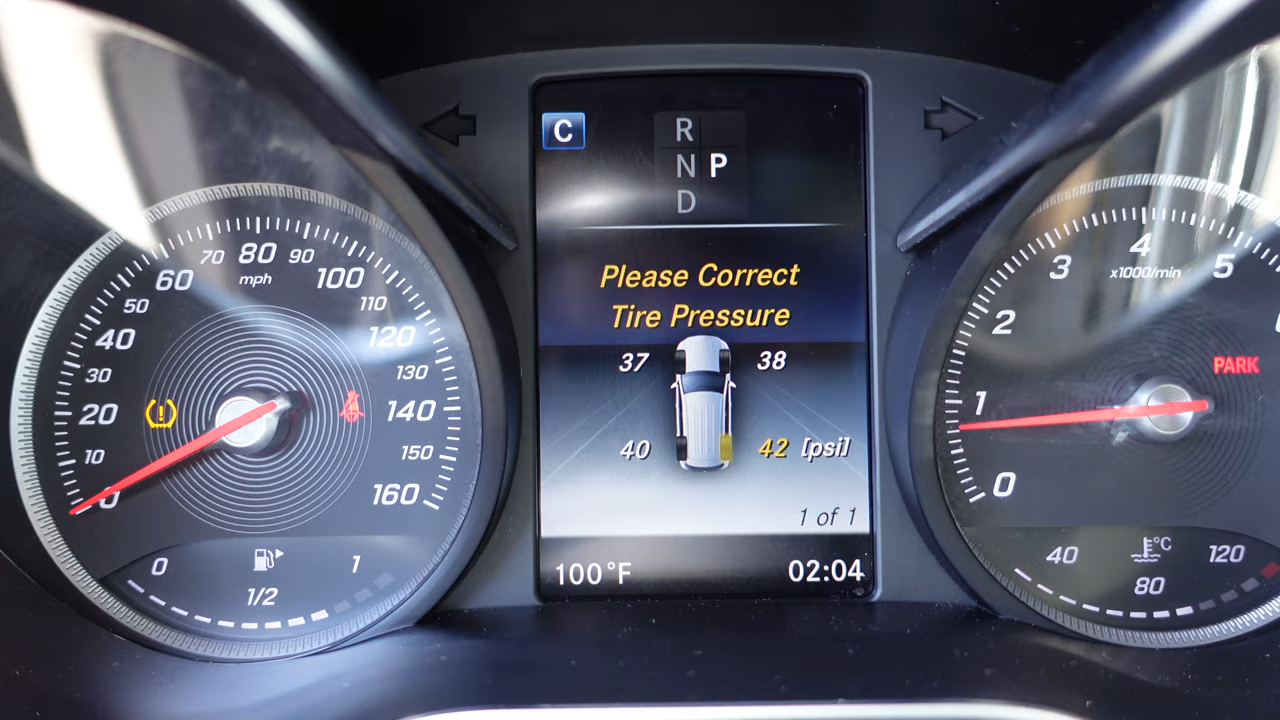 C
R
N P
D
Please Correct
Tire Pressure
37 38
40 42 [psi]
1 of 1
100°F 02:04
0
10
20
30
40
50
60
70
80
90
100
110
120
130
140
150
160
mph
0 1/2 1
0
1
2
3
4
5
x1000/min
PARK
°C
40 80 120